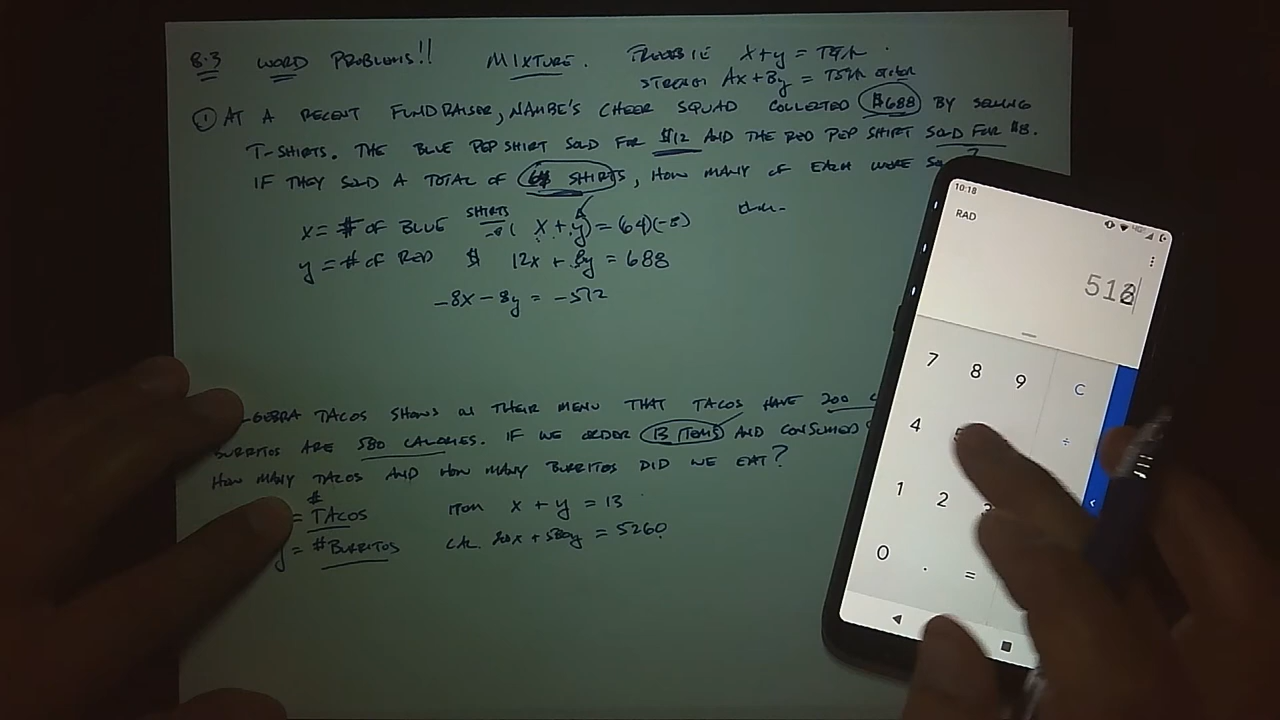 8.3 WORD PROBLEMS!! MIXTURE. x+y = TOTAL
Ax+By = TOTAL
① AT A RECENT FUNDRAISER, NAMBE'S CHEER SQUAD COLLECTED $688 BY SELLING
T-SHIRTS. THE BLUE PEP SHIRT SOLD FOR $12 AND THE RED PEP SHIRT SOLD FOR $8.
IF THEY SOLD A TOTAL OF 64 SHIRTS, HOW MANY OF EACH WERE SO ?
x = # OF BLUE SHIRTS -8( x+y = 64)(-8)
y = # OF RED $ 12x + 8y = 688
-8x - 8y = -512
GEBRA TACOS SHOWS ON THEIR MENU THAT TACOS HAVE 200 C
BURRITOS ARE 580 CALORIES. IF WE ORDER 13 ITEMS AND CONSUMED
HOW MANY TACOS AND HOW MANY BURRITOS DID WE EAT?
= # TACOS ITEM x + y = 13
y = # BURRITOS CAL. 200x + 580y = 5260
10:18
RAD
7 8 9 C
4 ÷
1 2 3
0 . =